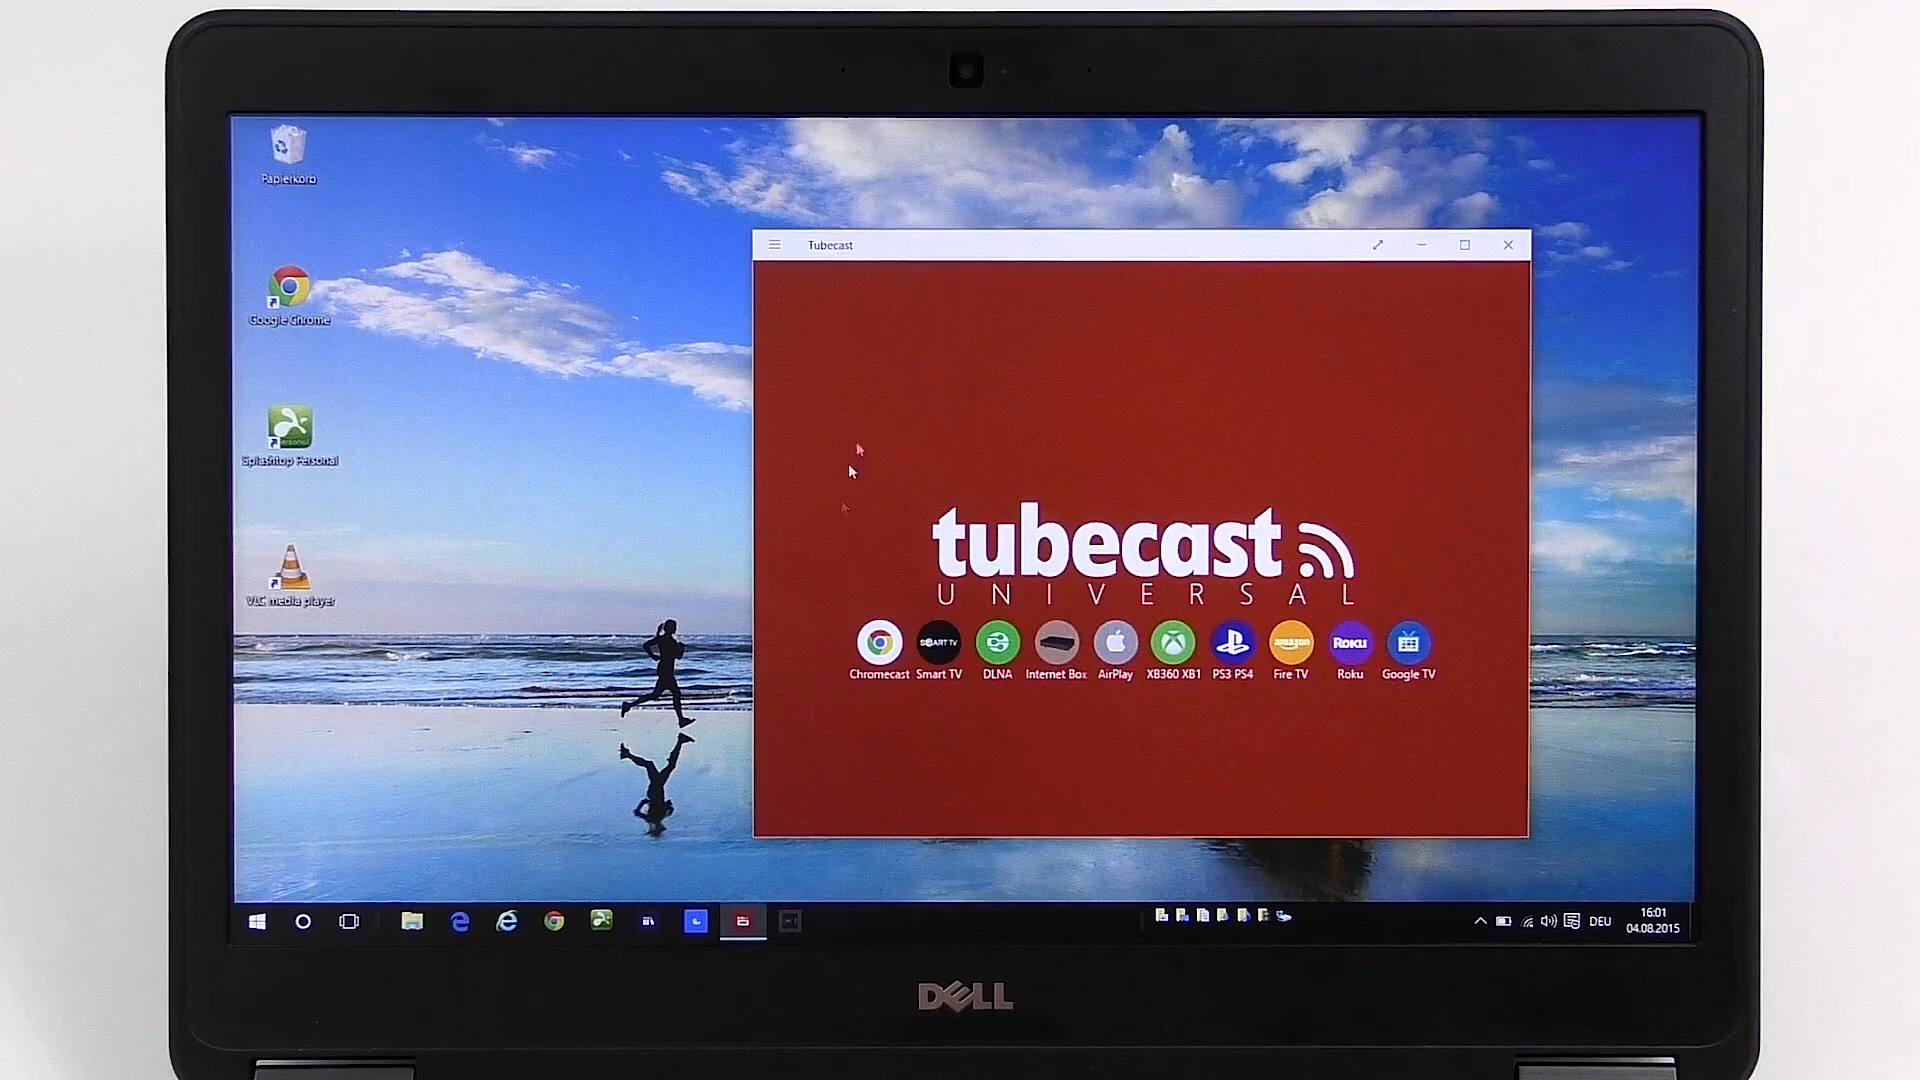 Papierkorb
Google Chrome
Splashtop Personal
VLC media player
Tubecast
tubecast
UNIVERSAL
SMART TV
amazon
Roku
Chromecast Smart TV DLNA Internet Box AirPlay XB360 XB1 PS3 PS4 Fire TV Roku Google TV
DEU
16:01
04.08.2015
DELL